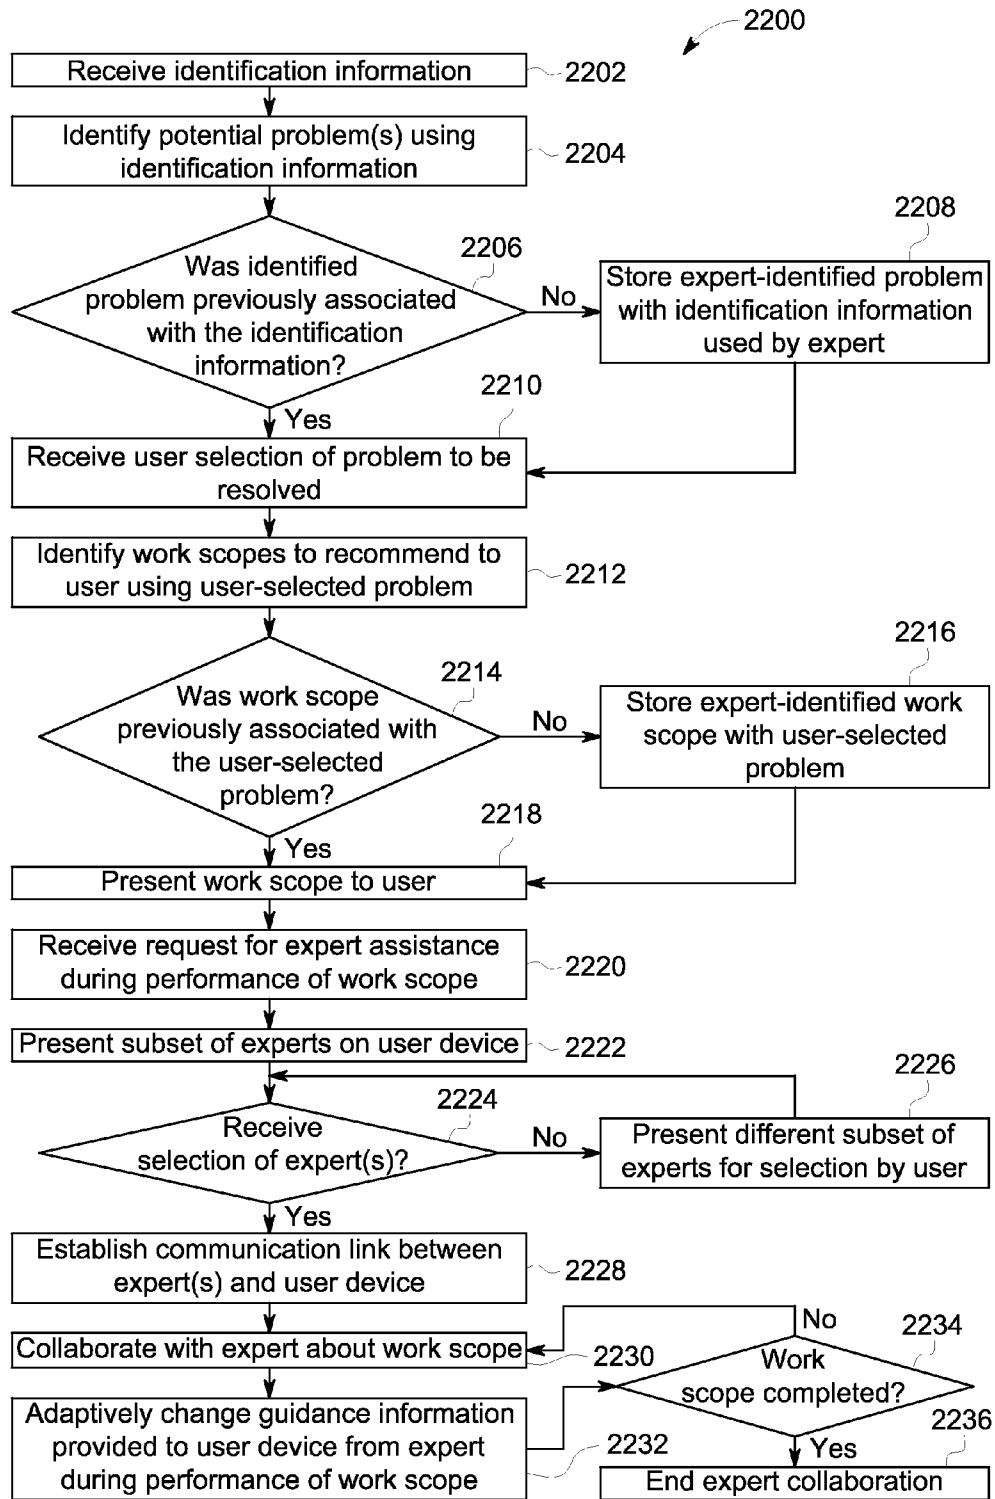 2200
Receive identification information
2202
Identify potential problem(s) using
identification information
2204
Was identified
problem previously associated
with the identification
information?
2206
No
2208
Store expert-identified problem
with identification information
used by expert
Yes
2210
Receive user selection of problem to be
resolved
Identify work scopes to recommend to
user using user-selected problem
2212
Was work scope
previously associated with
the user-selected
problem?
2214
No
2216
Store expert-identified work
scope with user-selected
problem
Yes
2218
Present work scope to user
Receive request for expert assistance
during performance of work scope
2220
Present subset of experts on user device
2222
Receive
selection of expert(s)?
2224
No
2226
Present different subset of
experts for selection by user
Yes
Establish communication link between
expert(s) and user device
2228
Collaborate with expert about work scope
2230
Adaptively change guidance information
provided to user device from expert
during performance of work scope
2232
No
2234
Work
scope completed?
Yes
2236
End expert collaboration